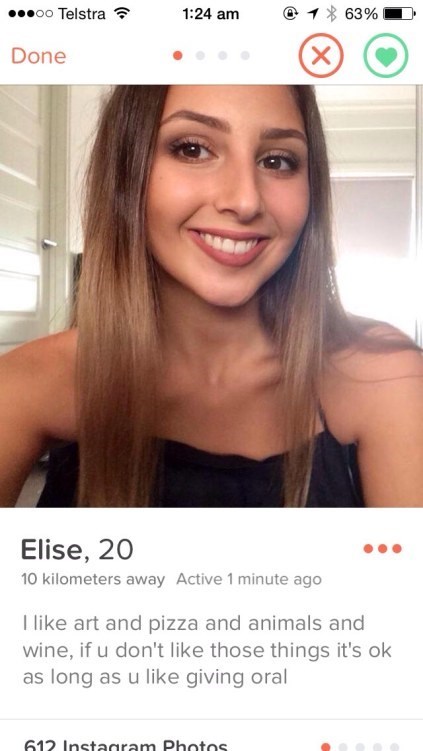 Telstra 1:24 am 63%
Done
Elise, 20
10 kilometers away Active 1 minute ago
I like art and pizza and animals and
wine, if u don't like those things it's ok
as long as u like giving oral
612 Instagram Photos